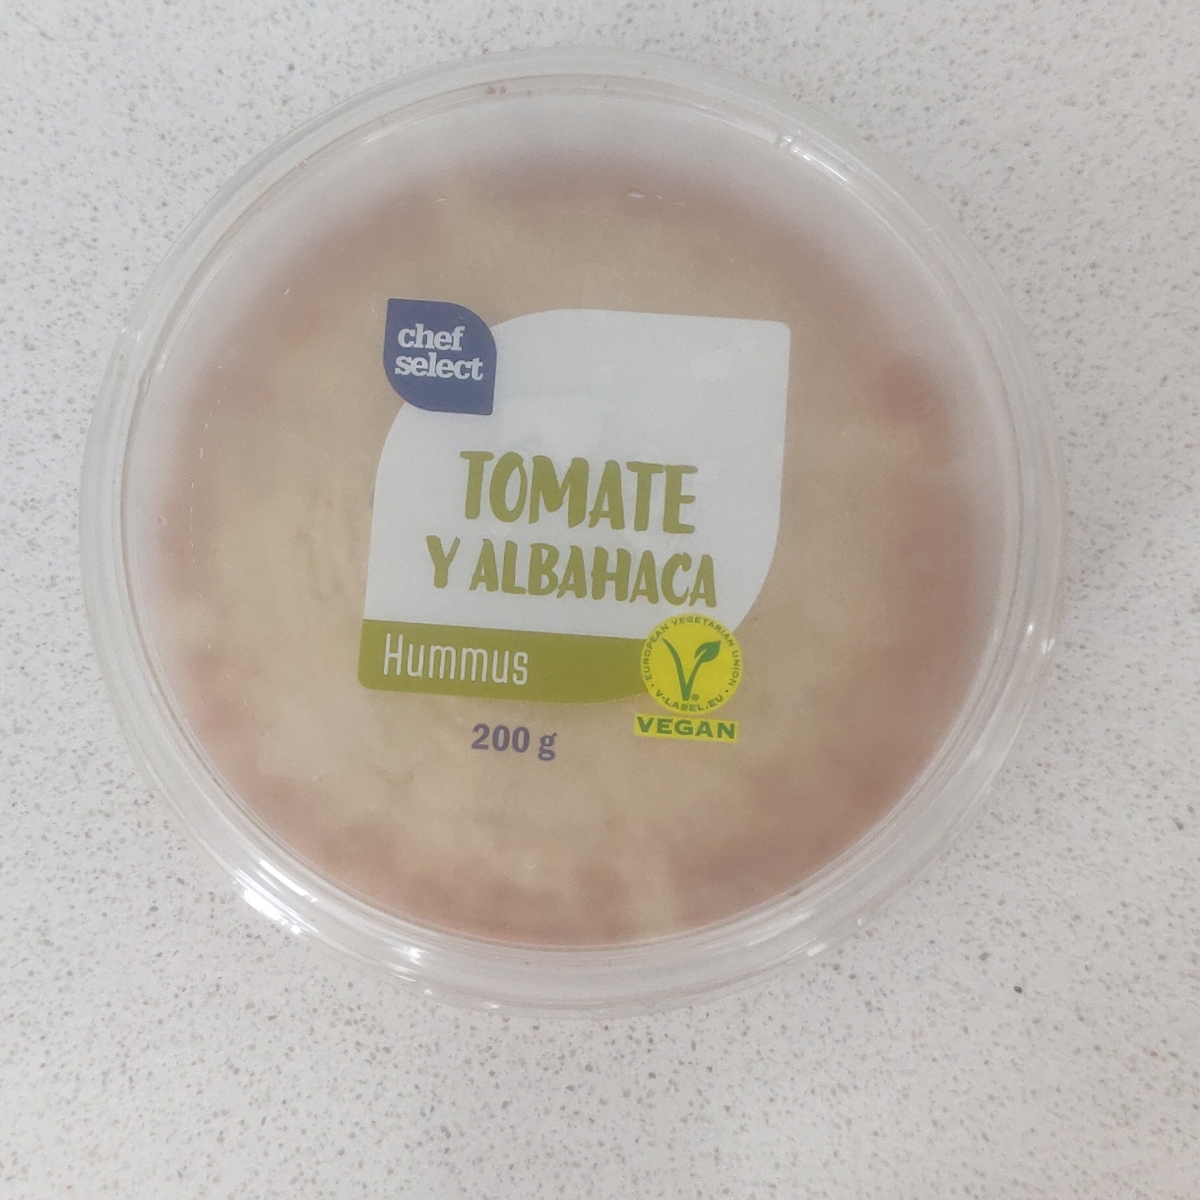 chef
select
TOMATE
Y ALBAHACA
Hummus
EUROPEAN VEGETARIAN UNION
V-LABEL.EU
VEGAN
200 g